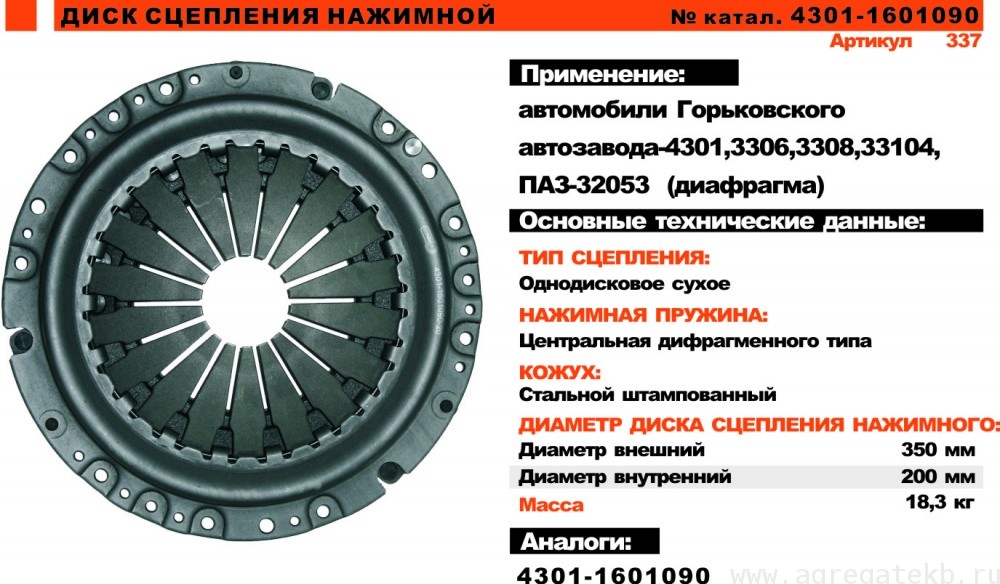 ДИСК СЦЕПЛЕНИЯ НАЖИМНОЙ № катал. 4301-1601090
Артикул 337
Применение:
автомобили Горьковского
автозавода-4301,3306,3308,33104,
ПАЗ-32053 (диафрагма)
Основные технические данные:
ТИП СЦЕПЛЕНИЯ:
Однодисковое сухое
НАЖИМНАЯ ПРУЖИНА:
Центральная дифрагменного типа
КОЖУХ:
Стальной штампованный
ДИАМЕТР ДИСКА СЦЕПЛЕНИЯ НАЖИМНОГО:
Диаметр внешний 350 мм
Диаметр внутренний 200 мм
Масса 18,3 кг
Аналоги:
4301-1601090
www.agregatekb.ru